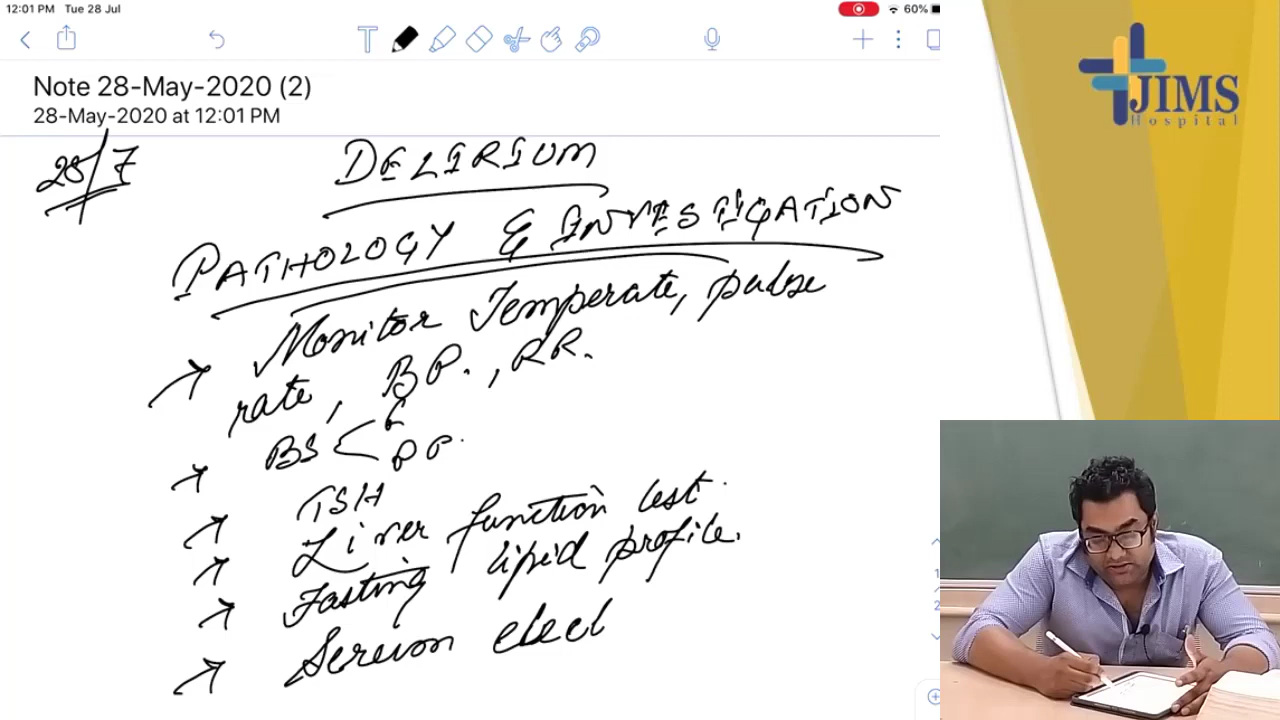 12:01 PM Tue 28 Jul
60%
Note 28-May-2020 (2)
28-May-2020 at 12:01 PM
JIMS
Hospital
28/7
DELIRIUM
PATHOLOGY & INVESTIGATION
→ Monitor Temperate, pulse
rate, BP., RR.
→ BS < F
PP.
→ TSH
→ Liver function test.
→ Fasting lipid profile.
→ Serum elect